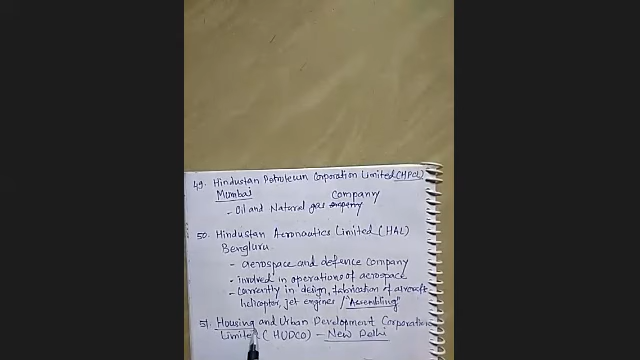 49. Hindustan Petroleum Corporation Limited (HPCL)
Mumbai
- Oil and Natural gas Company
50. Hindustan Aeronautics Limited (HAL)
Bengluru
- aerospace and defence company
- involved in operations of aerospace
- currently in design, fabrication of aircraft
helicoptor, jet engines / "Assembling"
51. Housing and Urban Development Corporation
Limited (HUDCO) - New Delhi